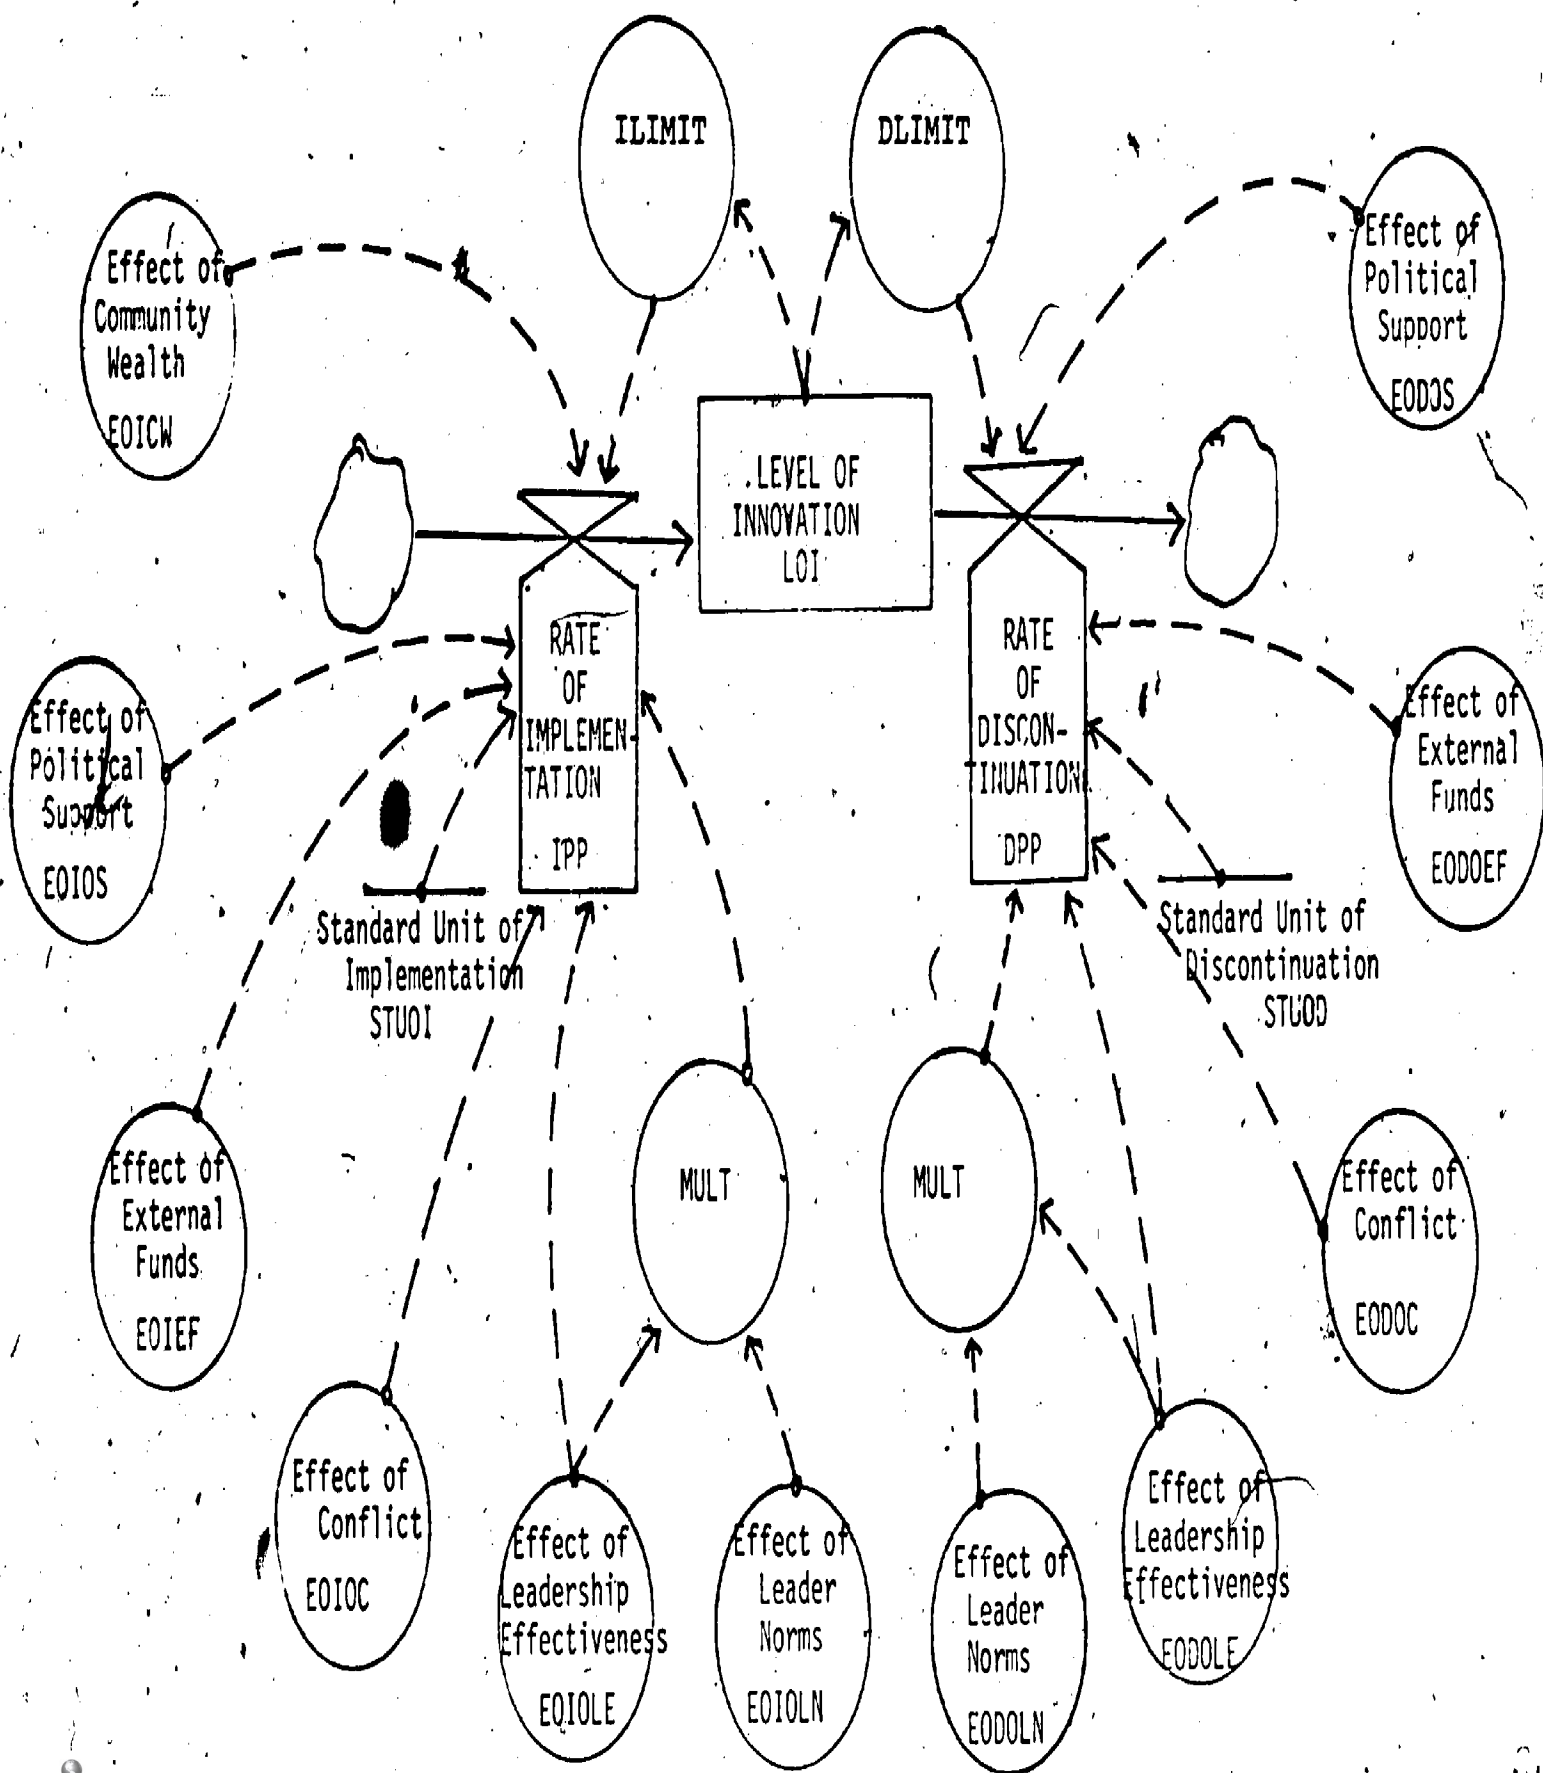 ILIMIT
DLIMIT
Effect of
Community
Wealth
EOICW
Effect of
Political
Support
EODOS
.LEVEL OF
INNOVATION
LOI
RATE
OF
IMPLEMEN-
TATION
IPP
RATE
OF
DISCON-
TINUATION
DPP
Effect of
Political
Support
EOIOS
Effect of
External
Funds
EODOEF
Standard Unit of
Implementation
STUOI
Standard Unit of
Discontinuation
STUOD
Effect of
External
Funds
EOIEF
MULT
MULT
Effect of
Conflict
EODOC
Effect of
Conflict
EOIOC
Effect of
Leadership
Effectiveness
EOIOLE
Effect of
Leader
Norms
EOIOLN
Effect of
Leader
Norms
EODOLN
Effect of
Leadership
Effectiveness
EODOLE